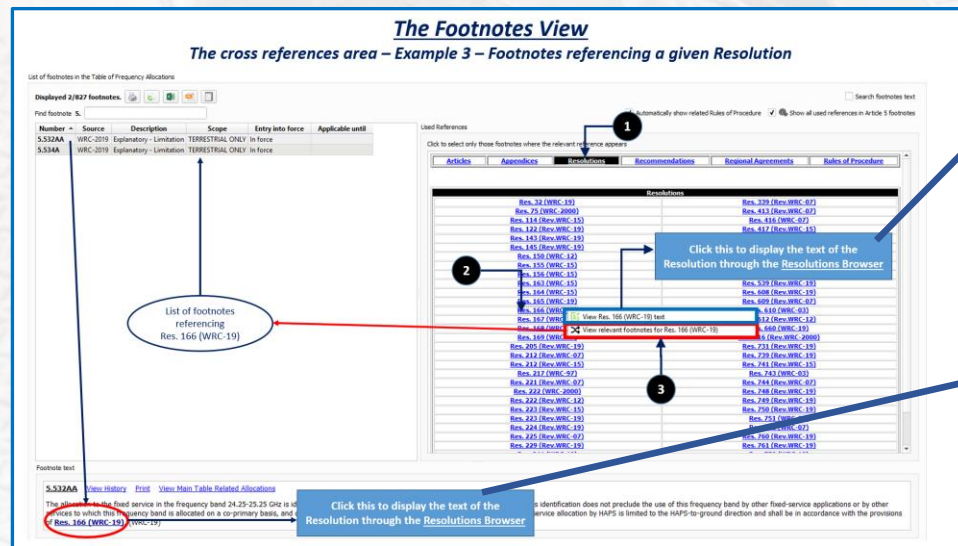 The Footnotes View
The cross references area – Example 3 – Footnotes referencing a given Resolution
List of footnotes in the Table of Frequency Allocations
Displayed 2/827 footnotes.
Search footnotes text
Find footnote 5.
Automatically show related Rules of Procedure
Show all used references in Article 5 footnotes
Number Source Description Scope Entry into force Applicable until
5.532AA WRC-2019 Explanatory - Limitation TERRESTRIAL ONLY In force
5.534A WRC-2019 Explanatory - Limitation TERRESTRIAL ONLY In force
Used References
1
Click to select only those footnotes where the relevant reference appears
Articles Appendices Resolutions Recommendations Regional Agreements Rules of Procedure
Resolutions
Res. 32 (WRC-19) Res. 339 (Rev.WRC-07)
Res. 75 (WRC-2000) Res. 413 (Rev.WRC-07)
Res. 114 (Rev.WRC-15) Res. 416 (WRC-07)
Res. 122 (Rev.WRC-19) Res. 417 (Rev.WRC-15)
Res. 143 (Rev.WRC-19)
Res. 145 (Rev.WRC-19)
Res. 150 (WRC-12)
Res. 155 (WRC-15)
Res. 156 (WRC-15)
Click this to display the text of the
Resolution through the Resolutions Browser
2
Res. 163 (WRC-15) Res. 539 (Rev.WRC-19)
Res. 164 (WRC-15) Res. 608 (Rev.WRC-19)
Res. 165 (WRC-19) Res. 609 (Rev.WRC-07)
Res. 166 610 (WRC-03)
View Res. 166 (WRC-19) text
Res. 167 612 (Rev.WRC-12)
View relevant footnotes for Res. 166 (WRC-19)
660 (WRC-19)
Res. 169 (WRC-2000)
Res. 205 (Rev.WRC-19) Res. 731 (Rev.WRC-19)
Res. 212 (Rev.WRC-07) Res. 739 (Rev.WRC-19)
Res. 212 (Rev.WRC-15) Res. 741 (Rev.WRC-15)
Res. 217 (WRC-97) Res. 743 (WRC-03)
Res. 221 (Rev.WRC-07) Res. 744 (Rev.WRC-07)
Res. 222 (WRC-2000) Res. 748 (Rev.WRC-19)
Res. 222 (Rev.WRC-12) Res. 749 (Rev.WRC-19)
Res. 223 (Rev.WRC-15) Res. 750 (Rev.WRC-19)
Res. 223 (Rev.WRC-19) Res. 751
Res. 224 (Rev.WRC-19)
Res. 225 (Rev.WRC-07) Res. 760 (Rev.WRC-19)
Res. 229 (Rev.WRC-19) Res. 761 (Rev.WRC-19)
3
List of footnotes
referencing
Res. 166 (WRC-19)
Footnote text
5.532AA View History Print View Main Table Related Allocations
The allocation to the fixed service in the frequency band 24.25-25.25 GHz is id
s identification does not preclude the use of this frequency band by other fixed-service applications or by other
services to which this frequency band is allocated on a co-primary basis, and
service allocation by HAPS is limited to the HAPS-to-ground direction and shall be in accordance with the provisions
of Res. 166 (WRC-19). (WRC-19)
Click this to display the text of the
Resolution through the Resolutions Browser